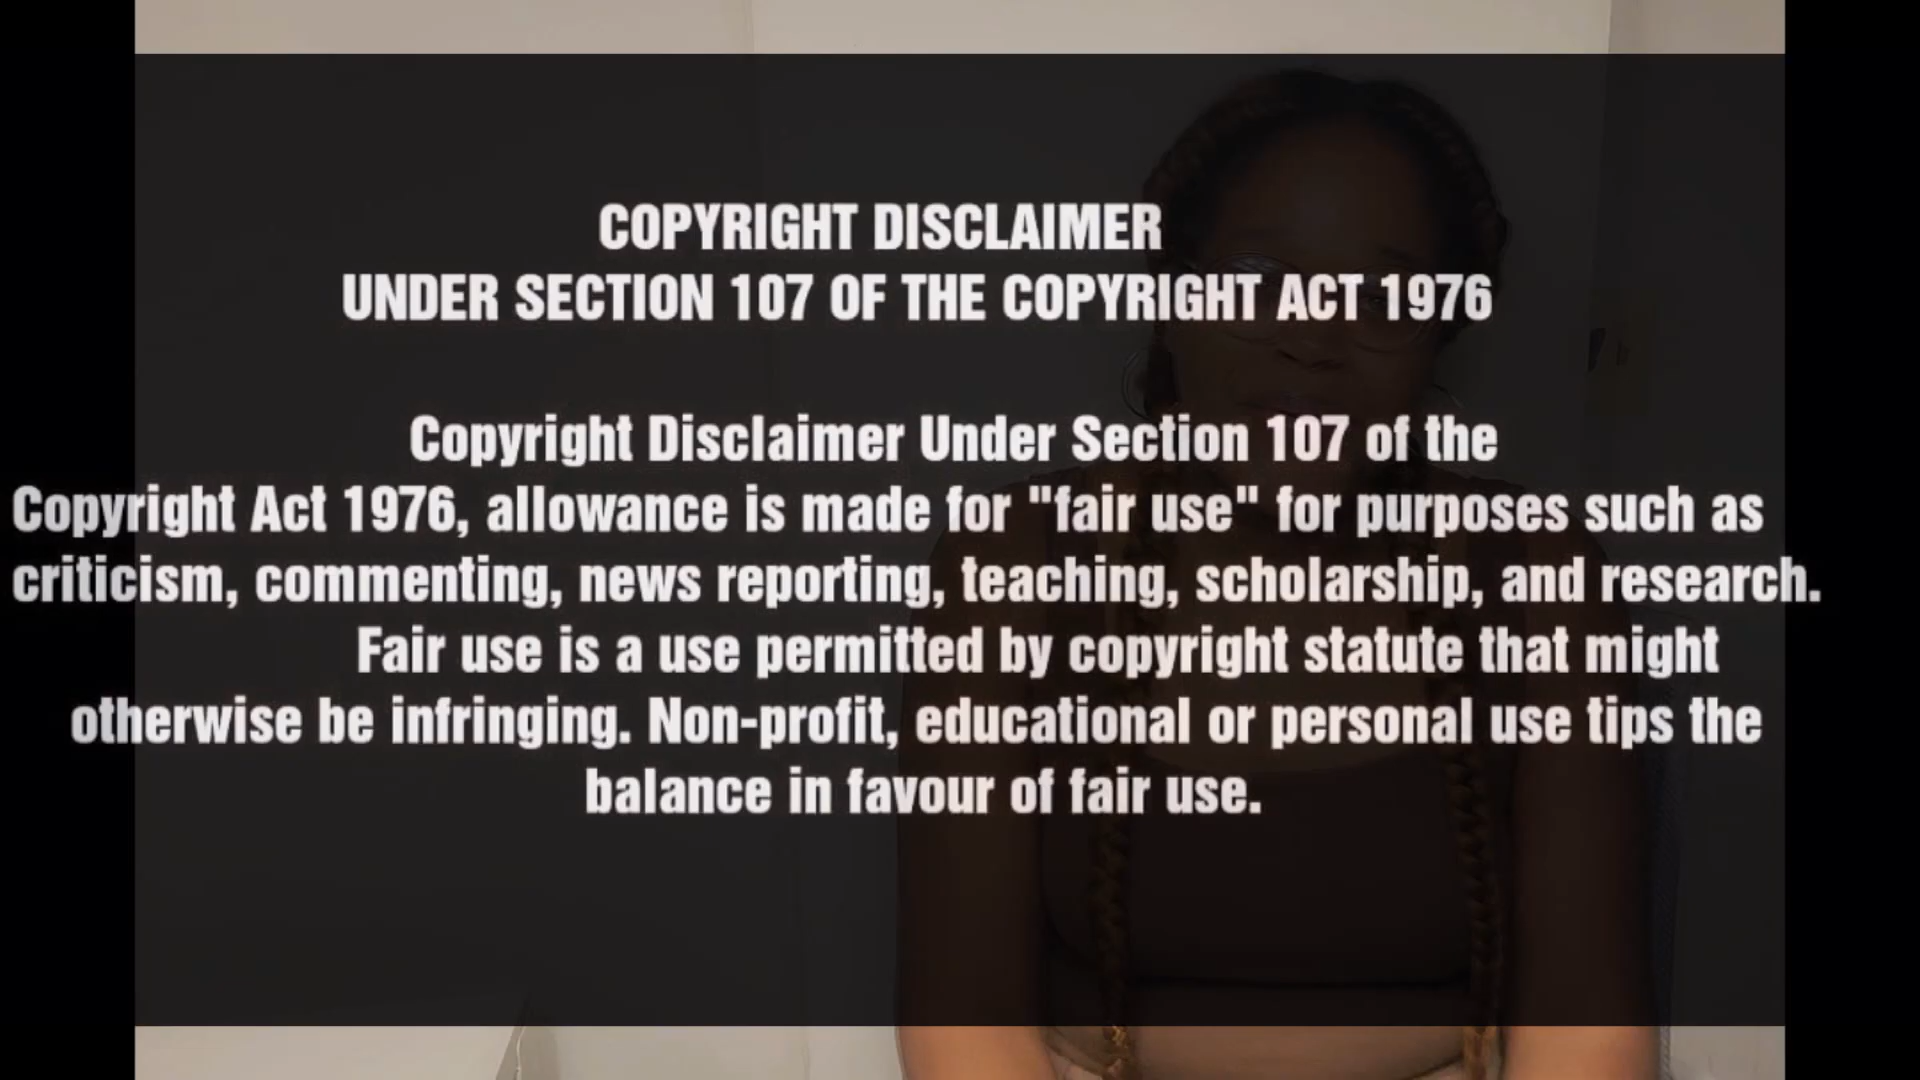 COPYRIGHT DISCLAIMER
UNDER SECTION 107 OF THE COPYRIGHT ACT 1976
Copyright Disclaimer Under Section 107 of the
Copyright Act 1976, allowance is made for "fair use" for purposes such as
criticism, commenting, news reporting, teaching, scholarship, and research.
Fair use is a use permitted by copyright statute that might
otherwise be infringing. Non-profit, educational or personal use tips the
balance in favour of fair use.